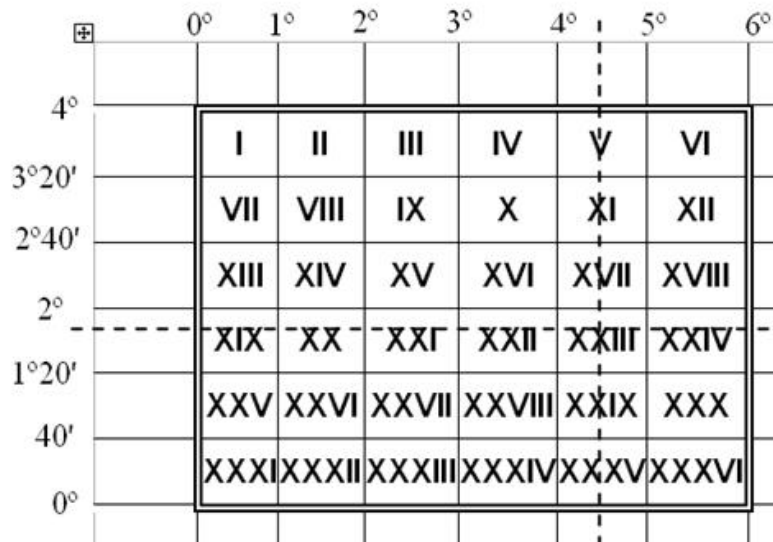 0° 1° 2° 3° 4° 5° 6°
4°
I II III IV V VI
3°20'
VII VIII IX X XI XII
2°40'
XIII XIV XV XVI XVII XVIII
2°
XIX XX XXI XXII XXIII XXIV
1°20'
XXV XXVI XXVII XXVIII XXIX XXX
40'
XXXI XXXII XXXIII XXXIV XXXV XXXVI
0°